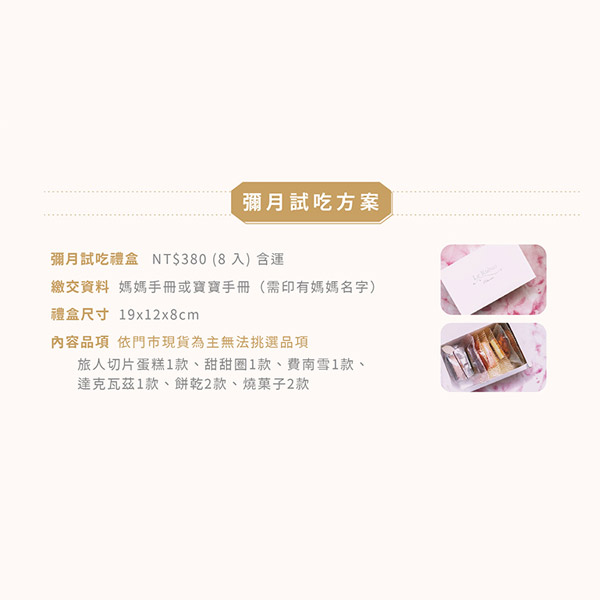 彌月試吃方案
彌月試吃禮盒 NT$380 (8 入) 含運
繳交資料 媽媽手冊或寶寶手冊（需印有媽媽名字）
禮盒尺寸 19x12x8cm
內容品項 依門市現貨為主無法挑選品項
旅人切片蛋糕1款、甜甜圈1款、費南雪1款、
達克瓦茲1款、餅乾2款、燒菓子2款